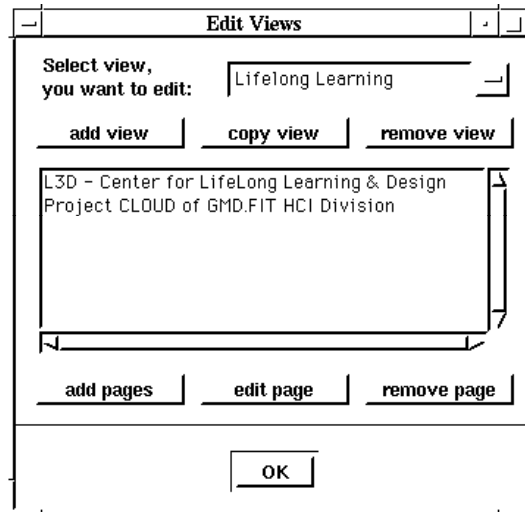 Edit Views
Select view,
you want to edit:
Lifelong Learning
add view copy view remove view
L3D - Center for LifeLong Learning & Design
Project CLOUD of GMD.FIT HCI Division
add pages edit page remove page
OK